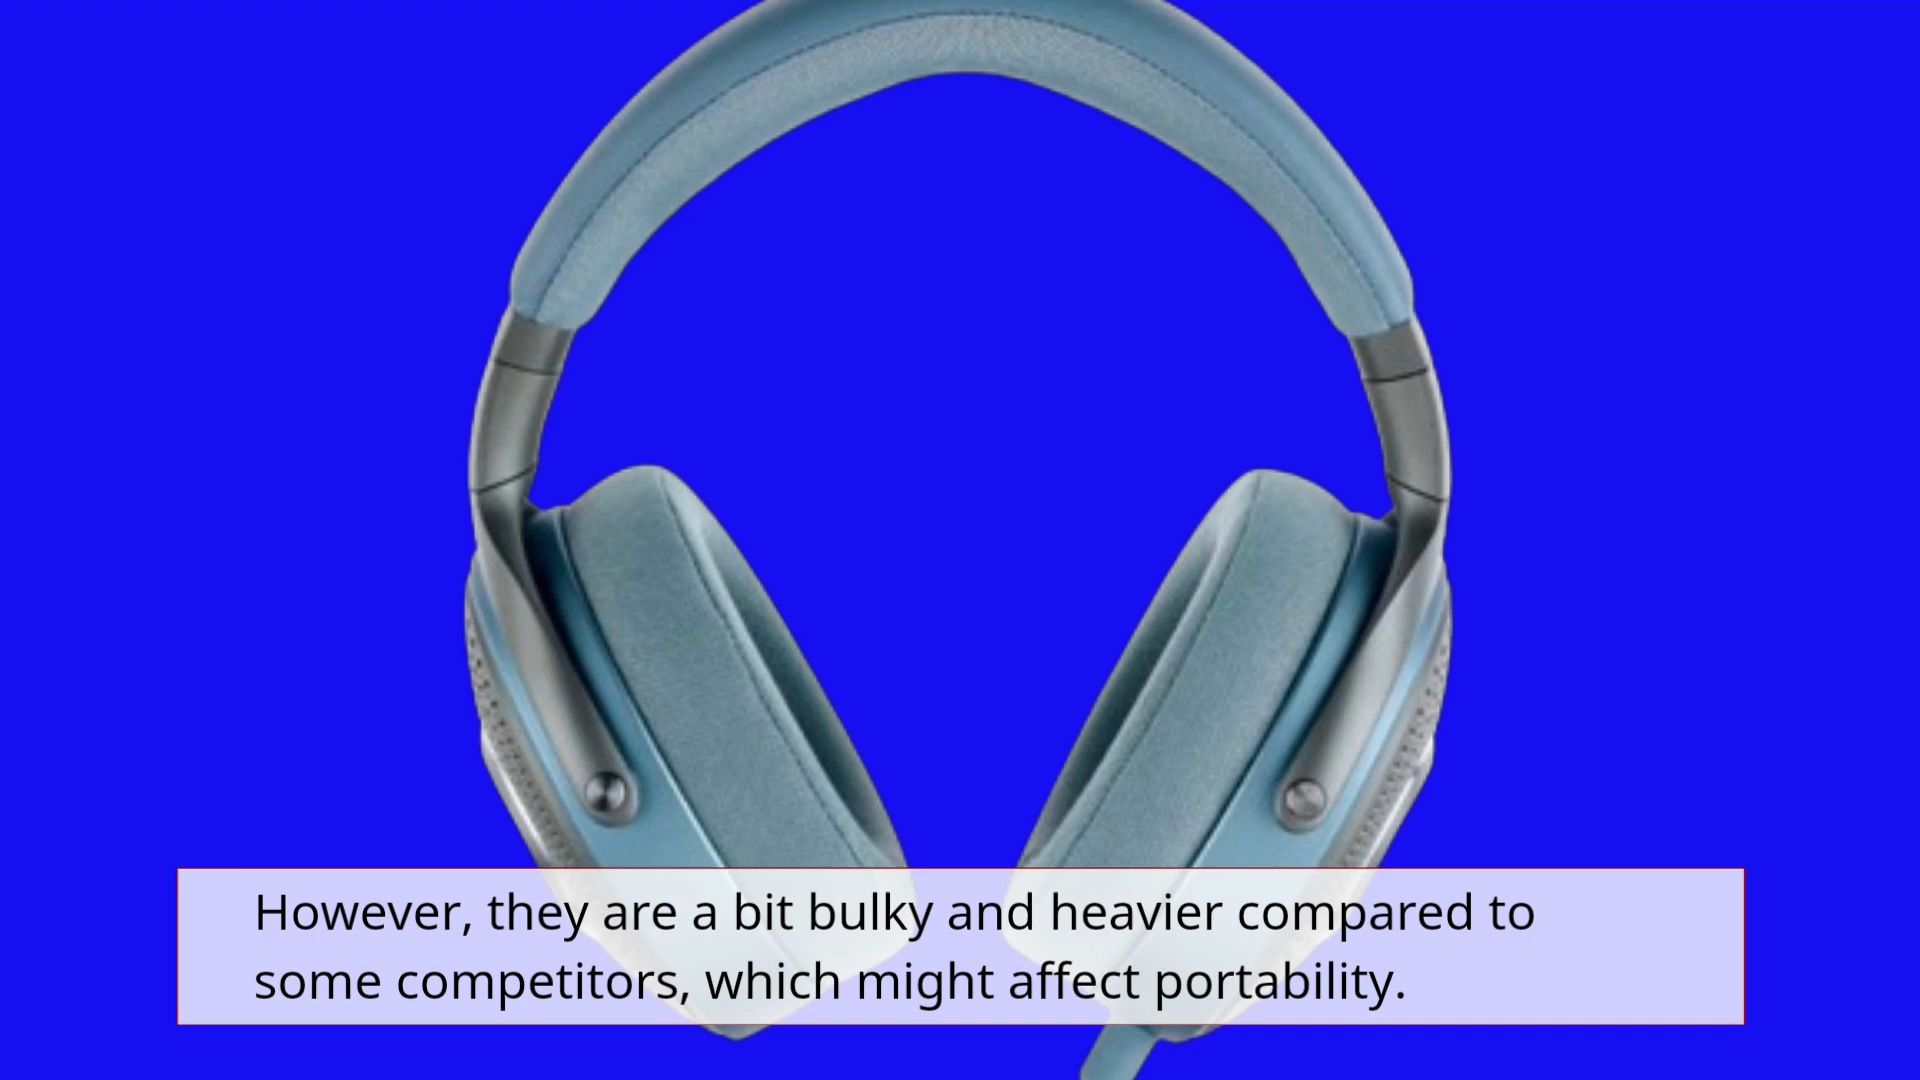 However, they are a bit bulky and heavier compared to
some competitors, which might affect portability.